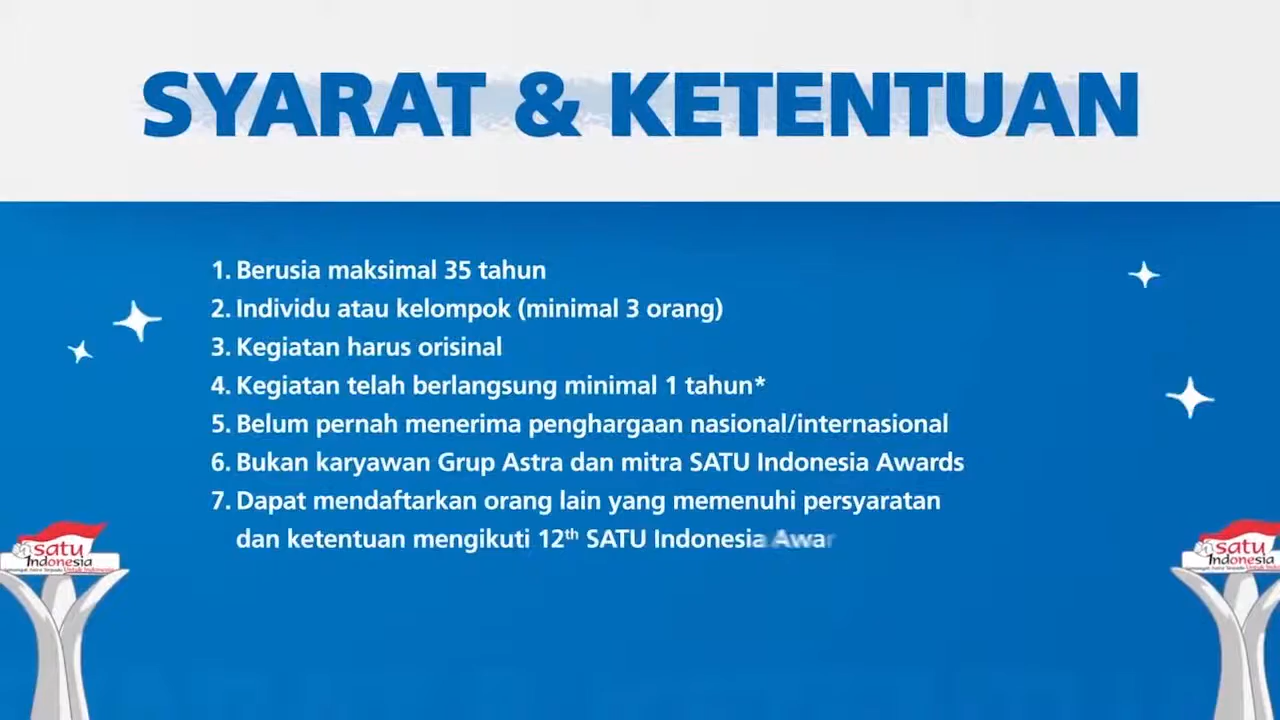 SYARAT & KETENTUAN
1. Berusia maksimal 35 tahun
2. Individu atau kelompok (minimal 3 orang)
3. Kegiatan harus orisinal
4. Kegiatan telah berlangsung minimal 1 tahun*
5. Belum pernah menerima penghargaan nasional/internasional
6. Bukan karyawan Grup Astra dan mitra SATU Indonesia Awards
7. Dapat mendaftarkan orang lain yang memenuhi persyaratan
dan ketentuan mengikuti 12th SATU Indonesia Awar
satu
Indonesia
satu
Indonesia